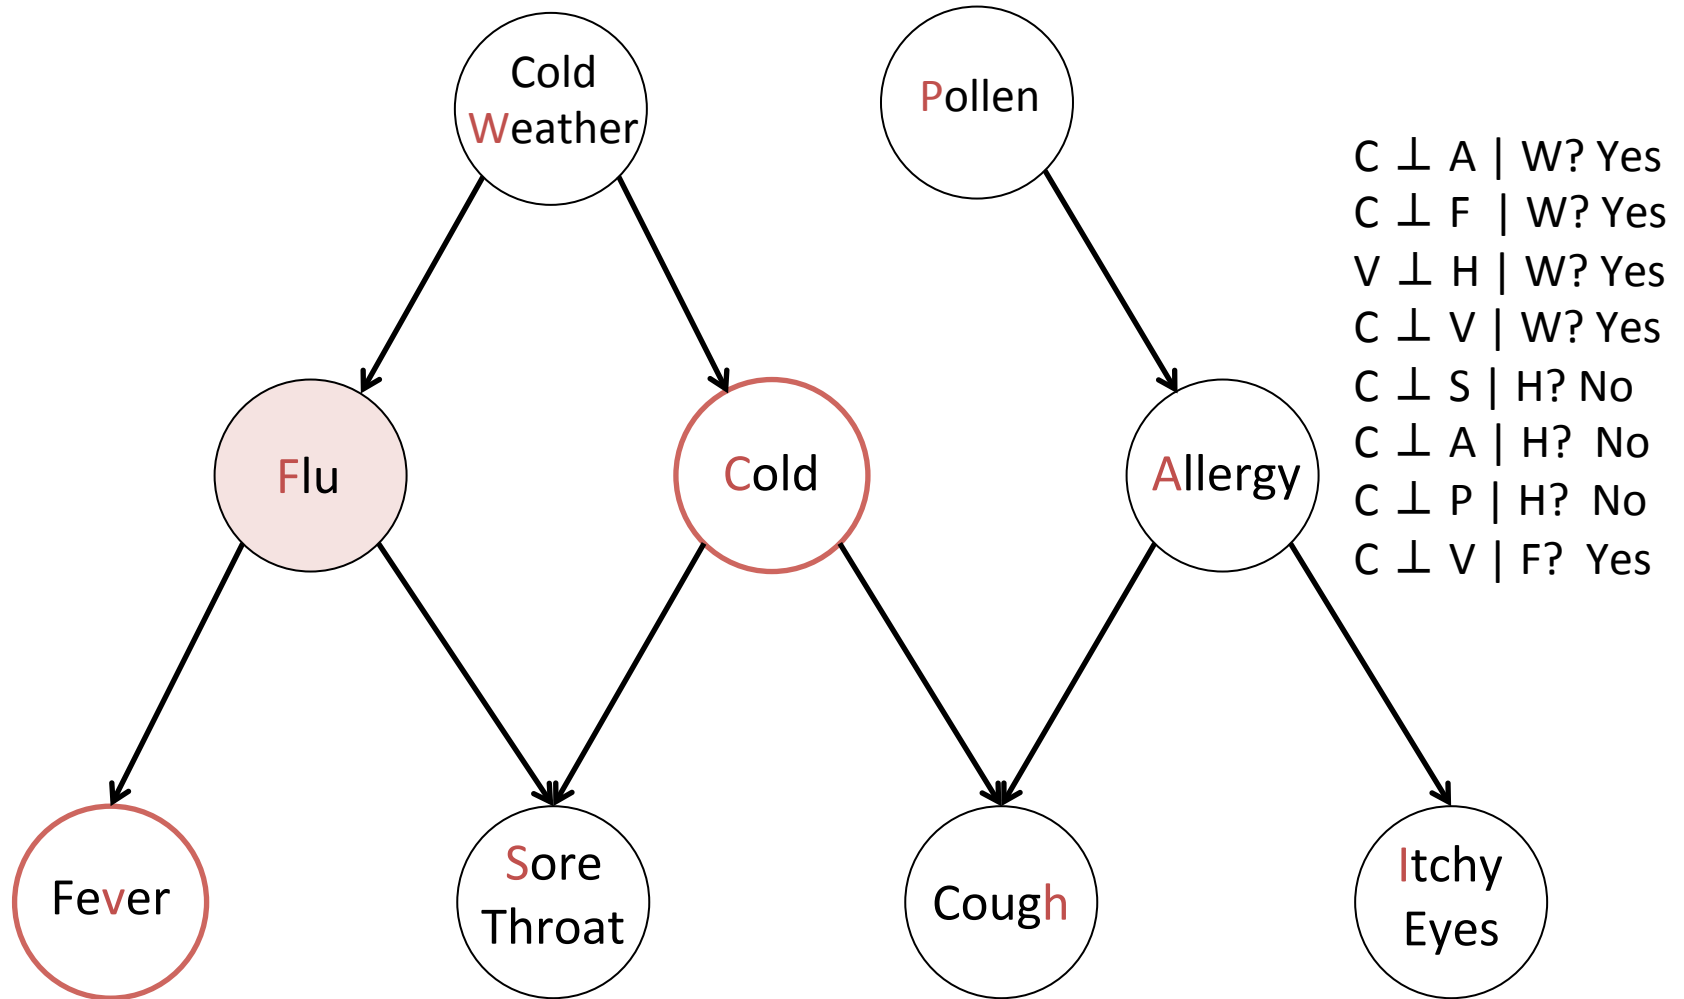 Cold
Weather
Pollen
C ⊥ A | W? Yes
C ⊥ F | W? Yes
V ⊥ H | W? Yes
C ⊥ V | W? Yes
C ⊥ S | H? No
C ⊥ A | H? No
C ⊥ P | H? No
C ⊥ V | F? Yes
Flu
Cold
Allergy
Fever
Sore
Throat
Cough
Itchy
Eyes